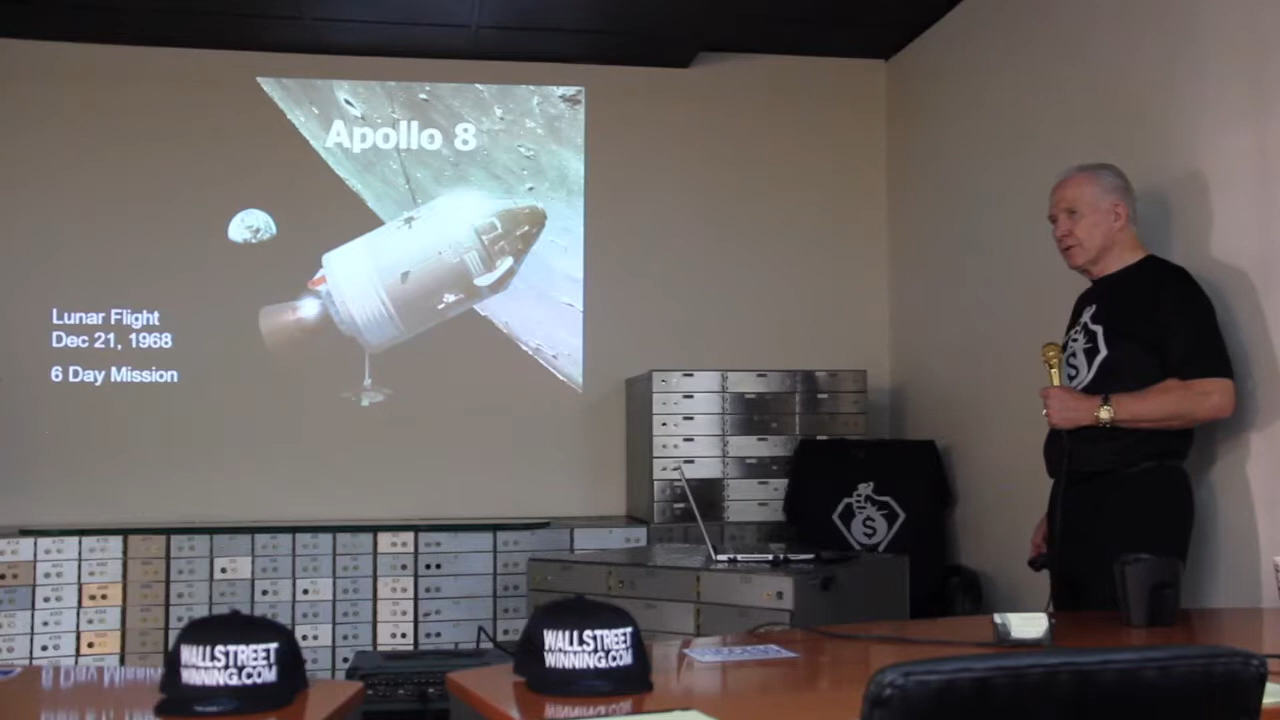 Apollo 8
Lunar Flight
Dec 21, 1968
6 Day Mission
$
$
WALLSTREET
WINNING.COM
WALLSTREET
WINNING.COM